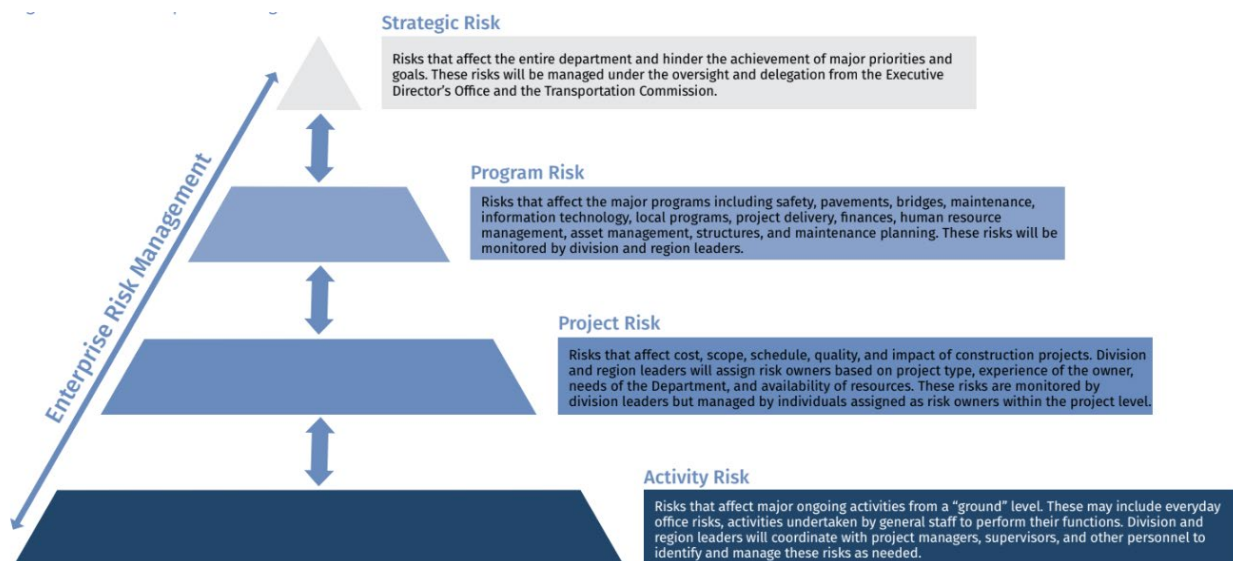 Strategic Risk
Risks that affect the entire department and hinder the achievement of major priorities and
goals. These risks will be managed under the oversight and delegation from the Executive
Director's Office and the Transportation Commission.
Enterprise Risk Management
Program Risk
Risks that affect the major programs including safety, pavements, bridges, maintenance,
information technology, local programs, project delivery, finances, human resource
management, asset management, structures, and maintenance planning. These risks will be
monitored by division and region leaders.
Project Risk
Risks that affect cost, scope, schedule, quality, and impact of construction projects. Division
and region leaders will assign risk owners based on project type, experience of the owner,
needs of the Department, and availability of resources. These risks are monitored by
division leaders but managed by individuals assigned as risk owners within the project level.
Activity Risk
Risks that affect major ongoing activities from a “ground” level. These may include everyday
office risks, activities undertaken by general staff to perform their functions. Division and
region leaders will coordinate with project managers, supervisors, and other personnel to
identify and manage these risks as needed.